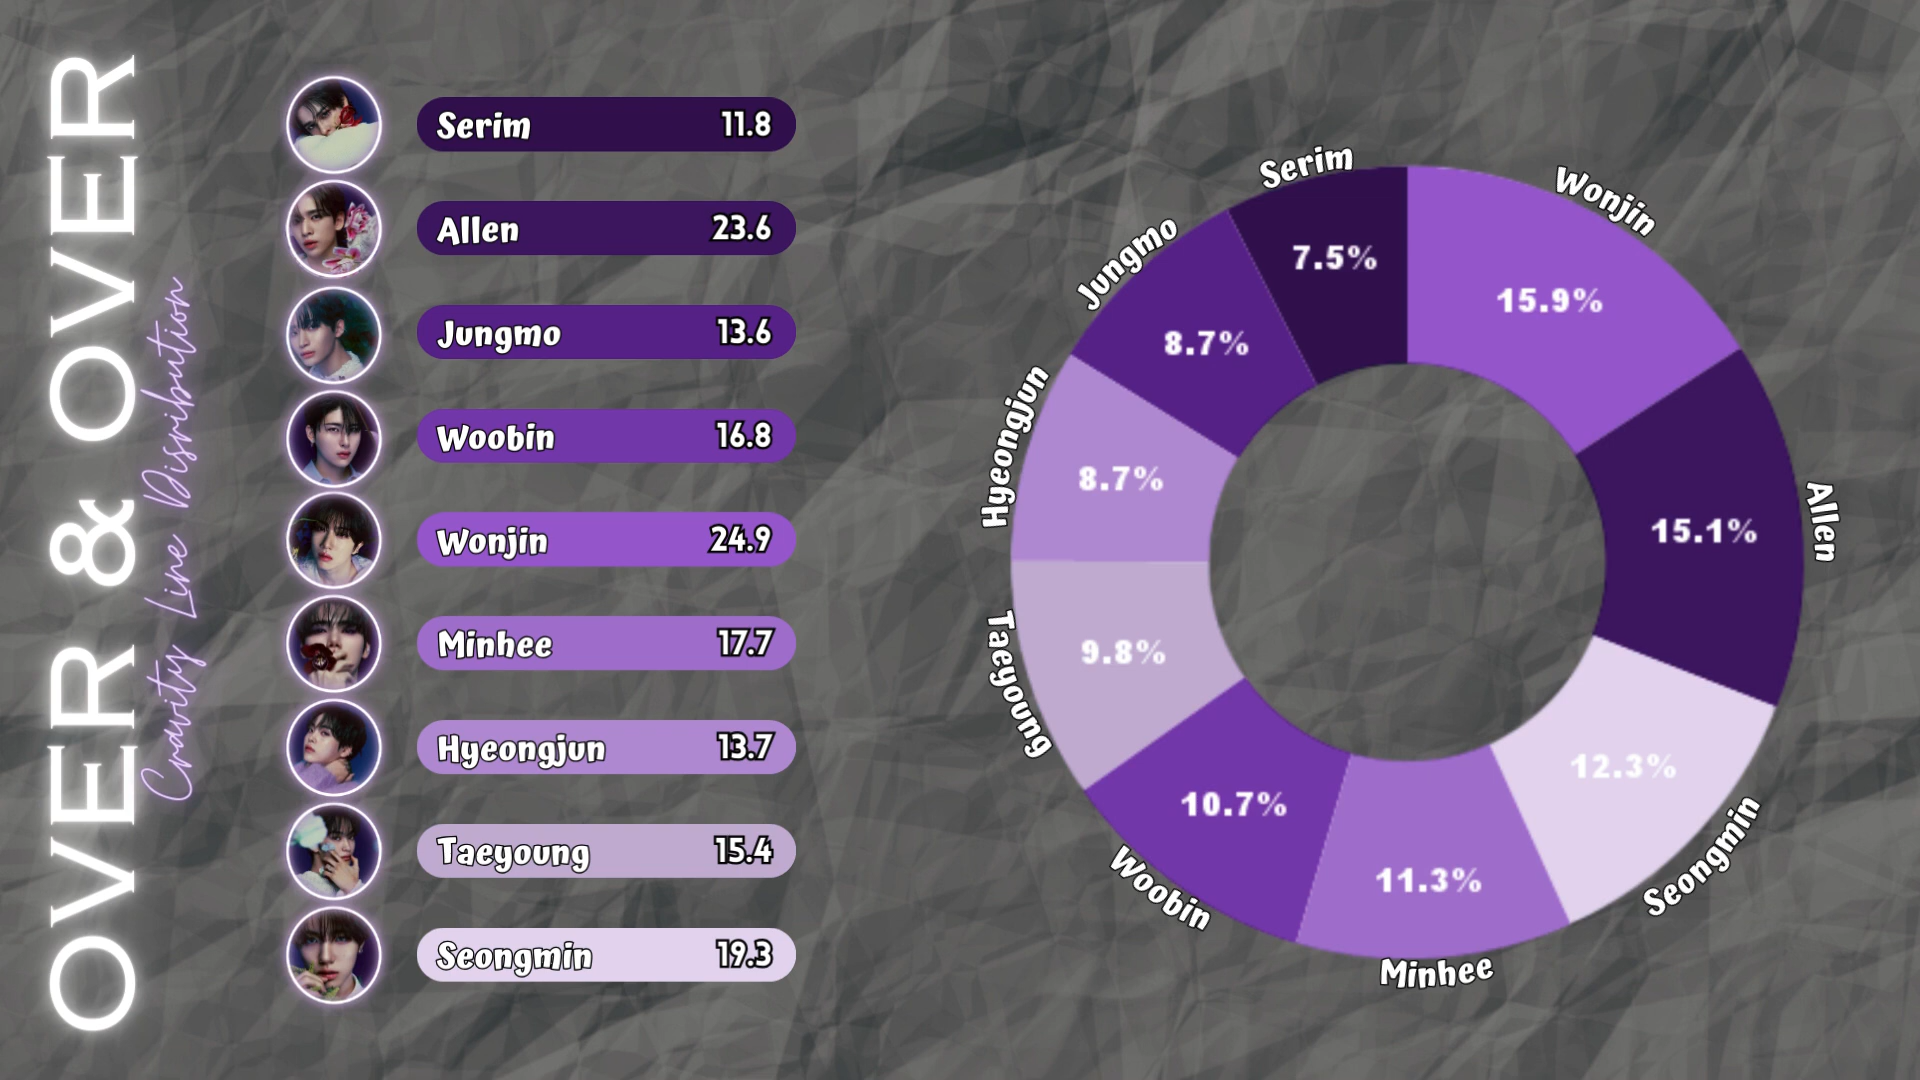 OVER & OVER
Cravity Line Disribution
Serim 11.8
Allen 23.6
Jungmo 13.6
Woobin 16.8
Wonjin 24.9
Minhee 17.7
Hyeongjun 13.7
Taeyoung 15.4
Seongmin 19.3
Wonjin
15.9%
Allen
15.1%
Seongmin
12.3%
Minhee
11.3%
Woobin
10.7%
Taeyoung
9.8%
Hyeongjun
8.7%
Jungmo
8.7%
Serim
7.5%